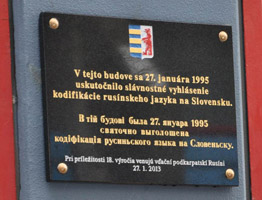 V tejto budove sa 27. januára 1995
uskutočnilo slávnostné vyhlásenie
kodifikácie rusínskeho jazyka na Slovensku.
В тій будові была 27. януара 1995
святочно выголошена
кодіфікація русиньского языка на Словеньску.
Pri príležitosti 18. výročia venujú vďační podkarpatskí Rusíni
27. 1. 2013